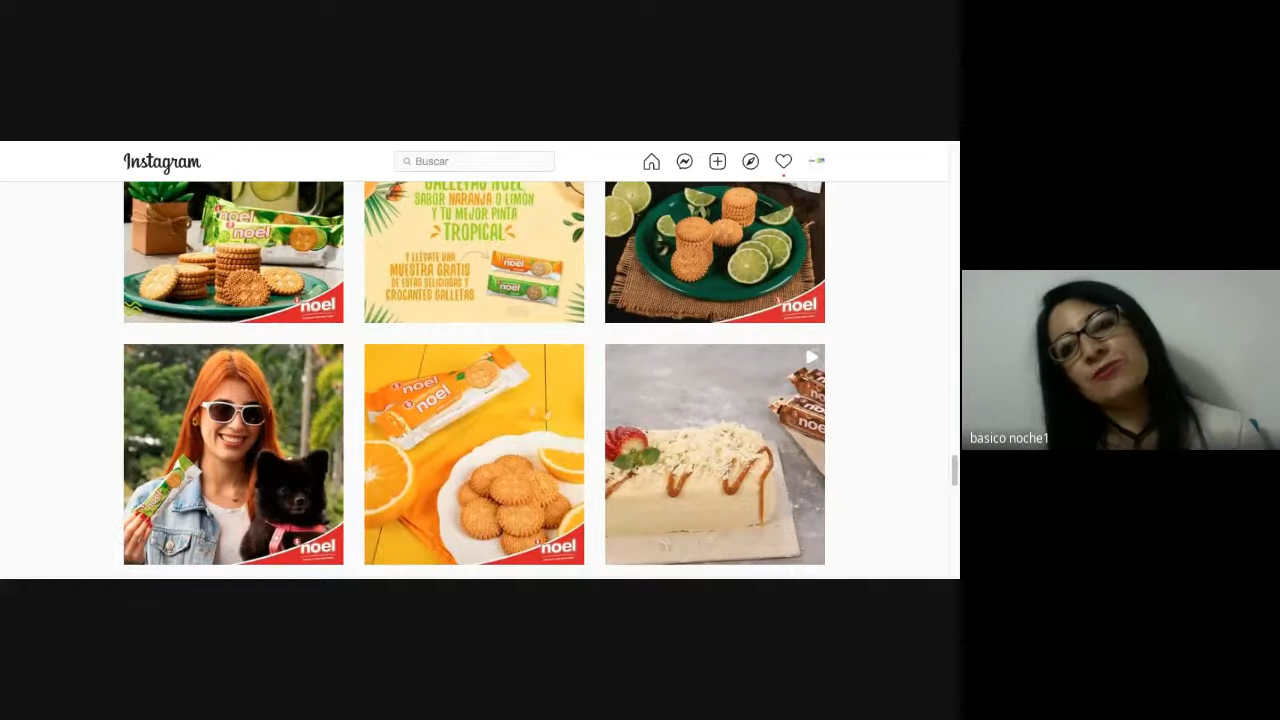 Instagram
Buscar
noel
noel
noel
GALLETAS NOEL
SABOR NARANJA O LIMÓN
Y TU MEJOR PINTA
TROPICAL
Y LLÉVATE UNA
MUESTRA GRATIS
DE ESTAS DELICIOSAS Y
CROCANTES GALLETAS
noel
noel
noel
noel
noel
noel
noel
basico noche1